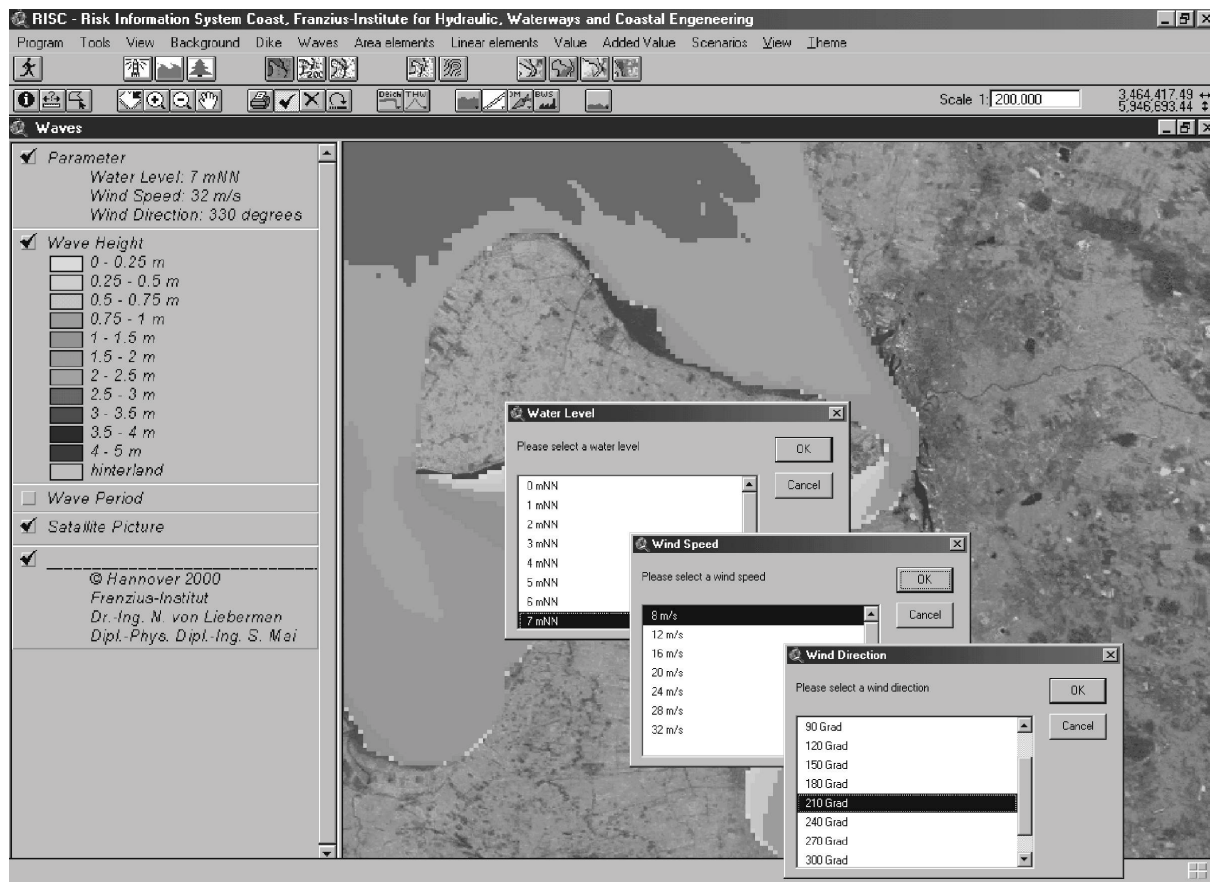 RISC - Risk Information System Coast, Franzius-Institute for Hydraulic, Waterways and Coastal Engeneering
Program Tools View Background Dike Waves Area elements Linear elements Value Added Value Scenarios View Theme
Scale 1: 200.000
3,464,417.49
5,946,693.44
Waves
Parameter
Water Level: 7 mNN
Wind Speed: 32 m/s
Wind Direction: 330 degrees
Wave Height
0 - 0.25 m
0.25 - 0.5 m
0.5 - 0.75 m
0.75 - 1 m
1 - 1.5 m
1.5 - 2 m
2 - 2.5 m
2.5 - 3 m
3 - 3.5 m
3.5 - 4 m
4 - 5 m
hinterland
Wave Period
Satallite Picture
© Hannover 2000
Franzius-Institut
Dr.-Ing. N. von Lieberman
Dipl.-Phys. Dipl.-Ing. S. Mai
Water Level
Please select a water level
OK
Cancel
0 mNN
1 mNN
2 mNN
3 mNN
4 mNN
5 mNN
6 mNN
7 mNN
Wind Speed
Please select a wind speed
OK
Cancel
8 m/s
12 m/s
16 m/s
20 m/s
24 m/s
28 m/s
32 m/s
Wind Direction
Please select a wind direction
OK
Cancel
90 Grad
120 Grad
150 Grad
180 Grad
210 Grad
240 Grad
270 Grad
300 Grad